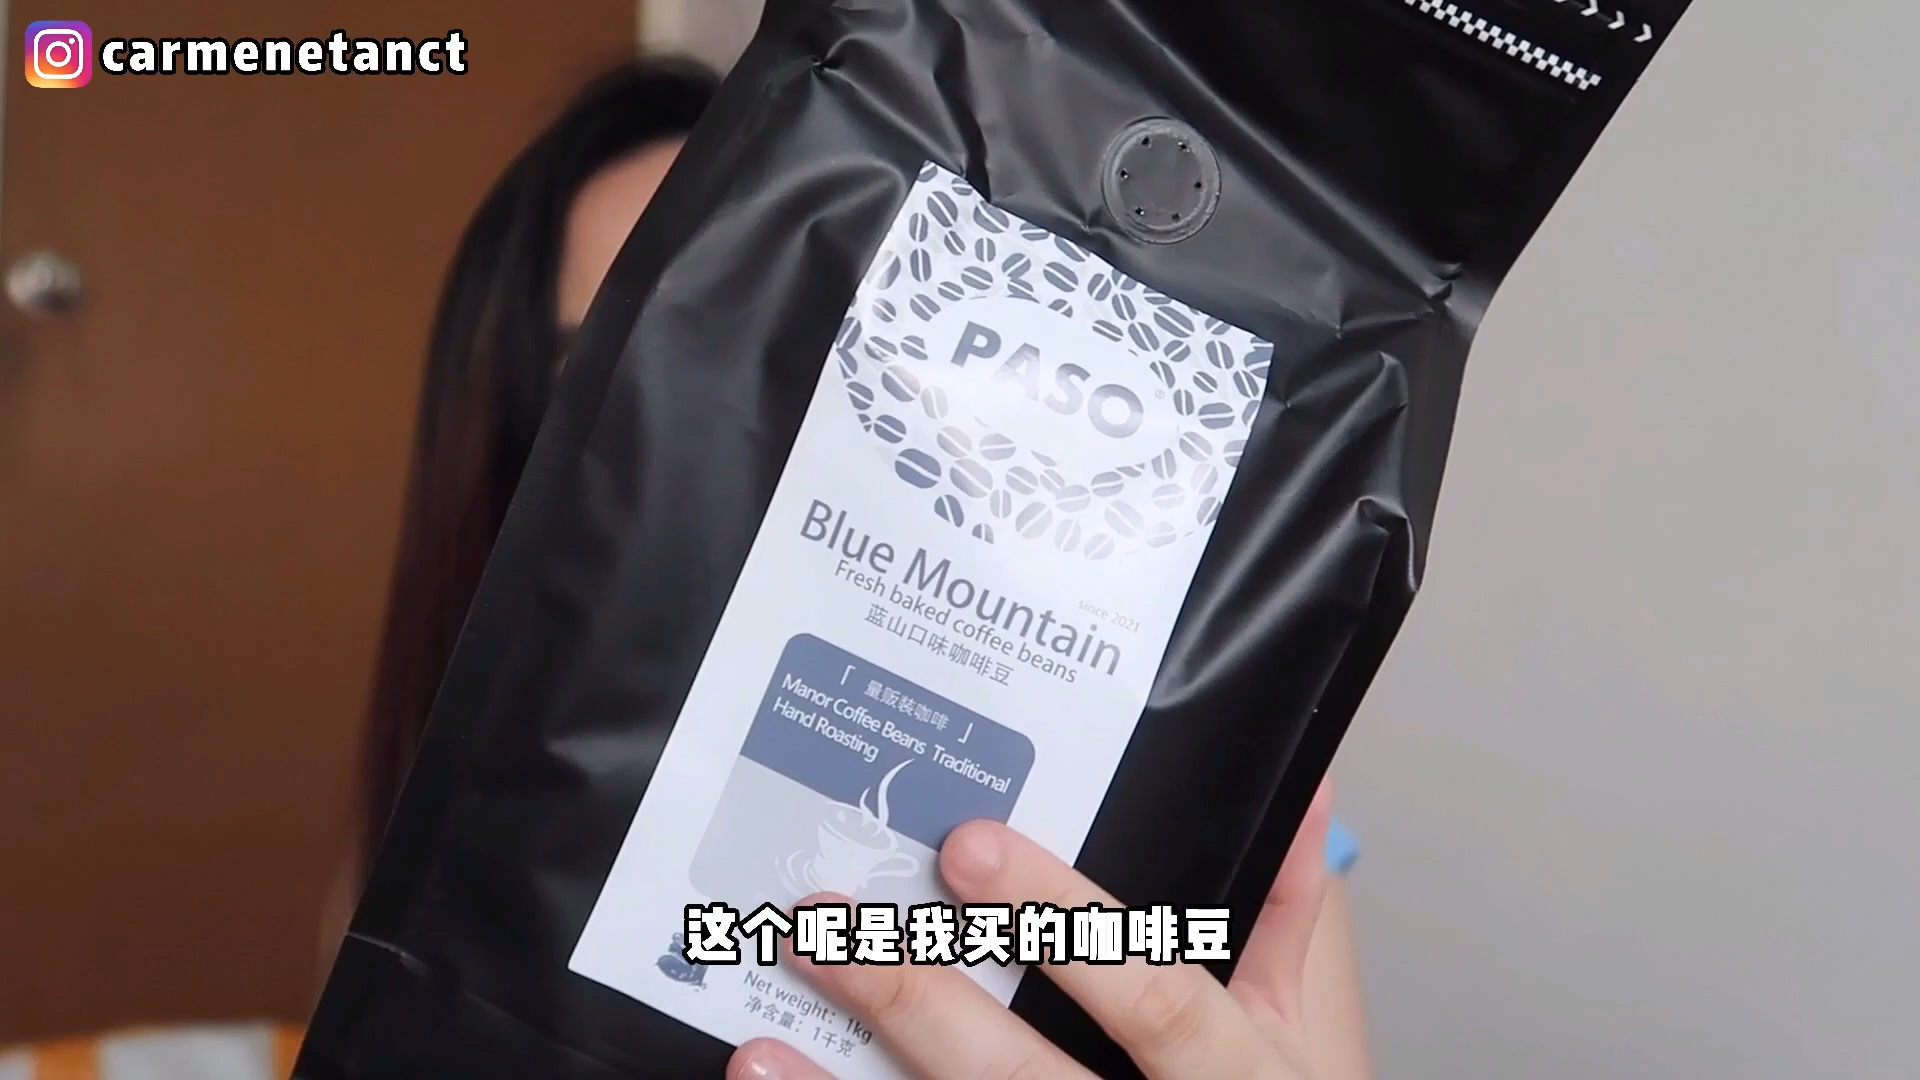 carmenetanct
PASO
Blue Mountain
since 2021
Fresh baked coffee beans
蓝山口味咖啡豆
「 量贩装咖啡 」
Manor Coffee Beans Traditional
Hand Roasting
这个呢是我买的咖啡豆
Net weight: 1kg
净含量：1千克